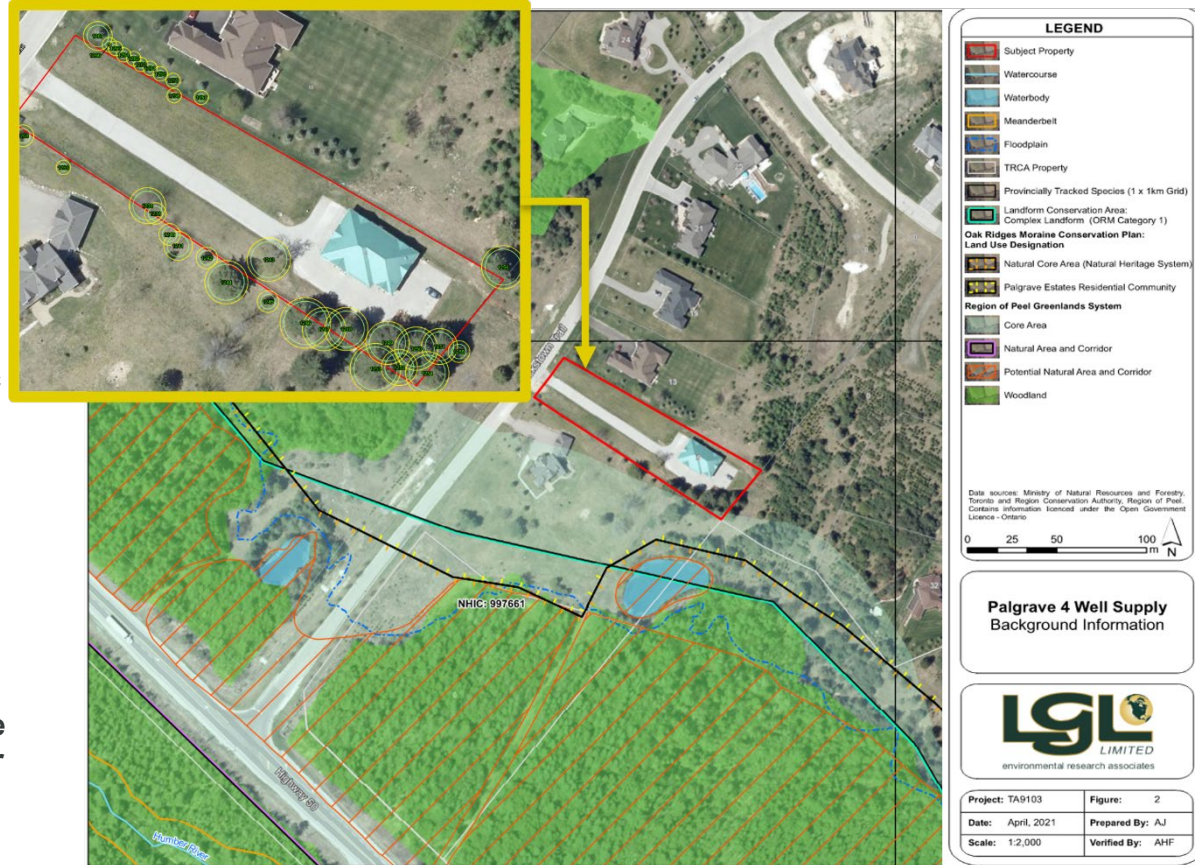 24
13
12
NHIC: 997661
Highway 50
Humber River
LEGEND
Subject Property
Watercourse
Waterbody
Meanderbelt
Floodplain
TRCA Property
Provincially Tracked Species (1 x 1km Grid)
Landform Conservation Area:
Complex Landform (ORM Category 1)
Oak Ridges Moraine Conservation Plan:
Land Use Designation
Natural Core Area (Natural Heritage System)
Palgrave Estates Residential Community
Region of Peel Greenlands System
Core Area
Natural Area and Corridor
Potential Natural Area and Corridor
Woodland
Data sources: Ministry of Natural Resources and Forestry,
Toronto and Region Conservation Authority, Region of Peel.
Contains information licenced under the Open Government
Licence - Ontario
0 25 50 100
m N
Palgrave 4 Well Supply
Background Information
LGL
LIMITED
environmental research associates
Project: TA9103 Figure: 2
Date: April, 2021 Prepared By: AJ
Scale: 1:2,000 Verified By: AHF